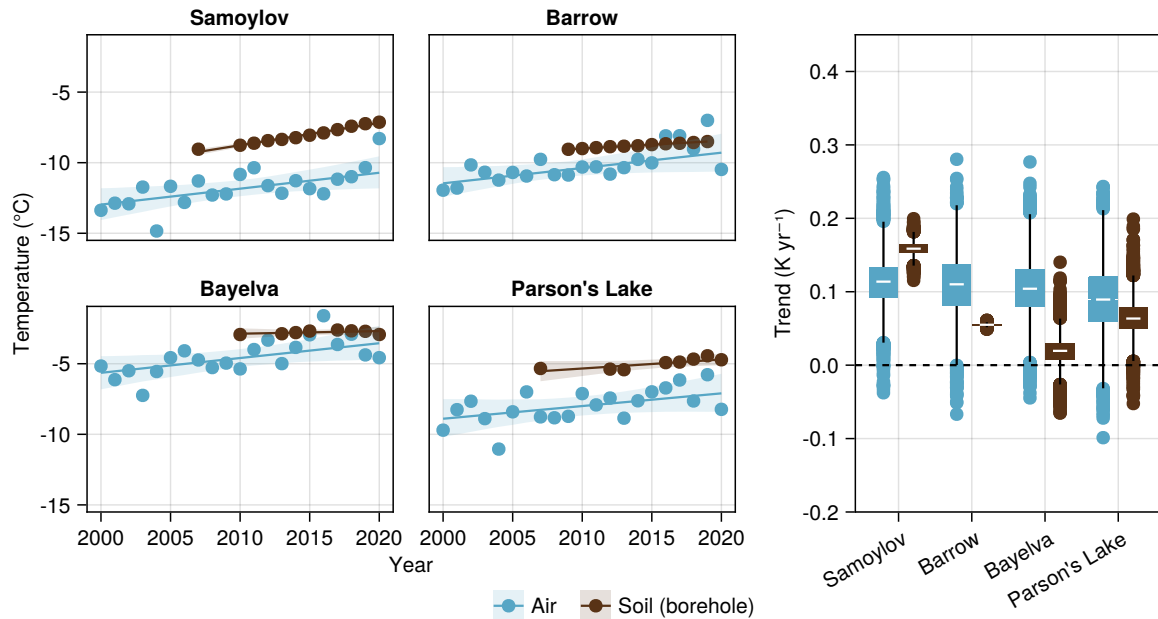 Samoylov
Barrow
Temperature (°C)
-5
-10
-15
Bayelva
Parson's Lake
-5
-10
-15
2000 2005 2010 2015 2020
2000 2005 2010 2015 2020
Year
Air
Soil (borehole)
Trend (K yr⁻¹)
0.4
0.3
0.2
0.1
0.0
-0.1
-0.2
Samoylov
Barrow
Bayelva
Parson's Lake